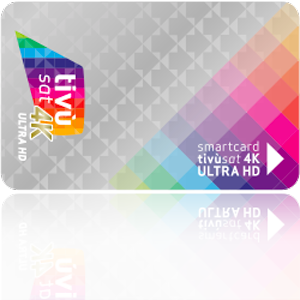 tivù
sat 4K
ULTRA HD
smartcard
tivùsat 4K
ULTRA HD